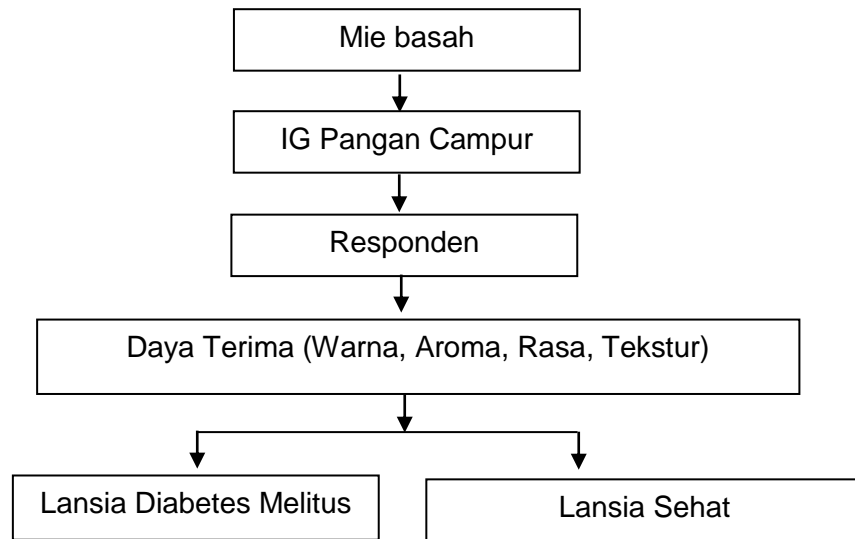 Mie basah
IG Pangan Campur
Responden
Daya Terima (Warna, Aroma, Rasa, Tekstur)
Lansia Diabetes Melitus
Lansia Sehat